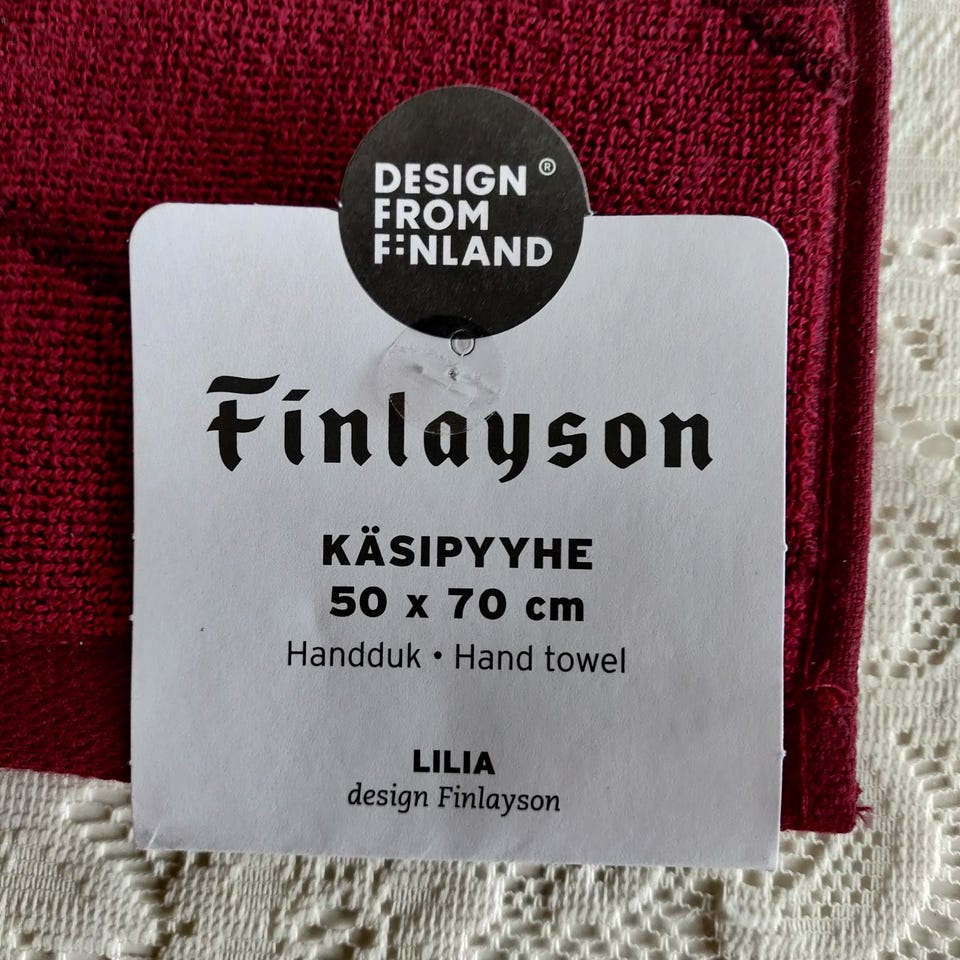 DESIGN ®
FROM
FINLAND
Finlayson
KÄSIPYYHE
50 x 70 cm
Handduk • Hand towel
LILIA
design Finlayson